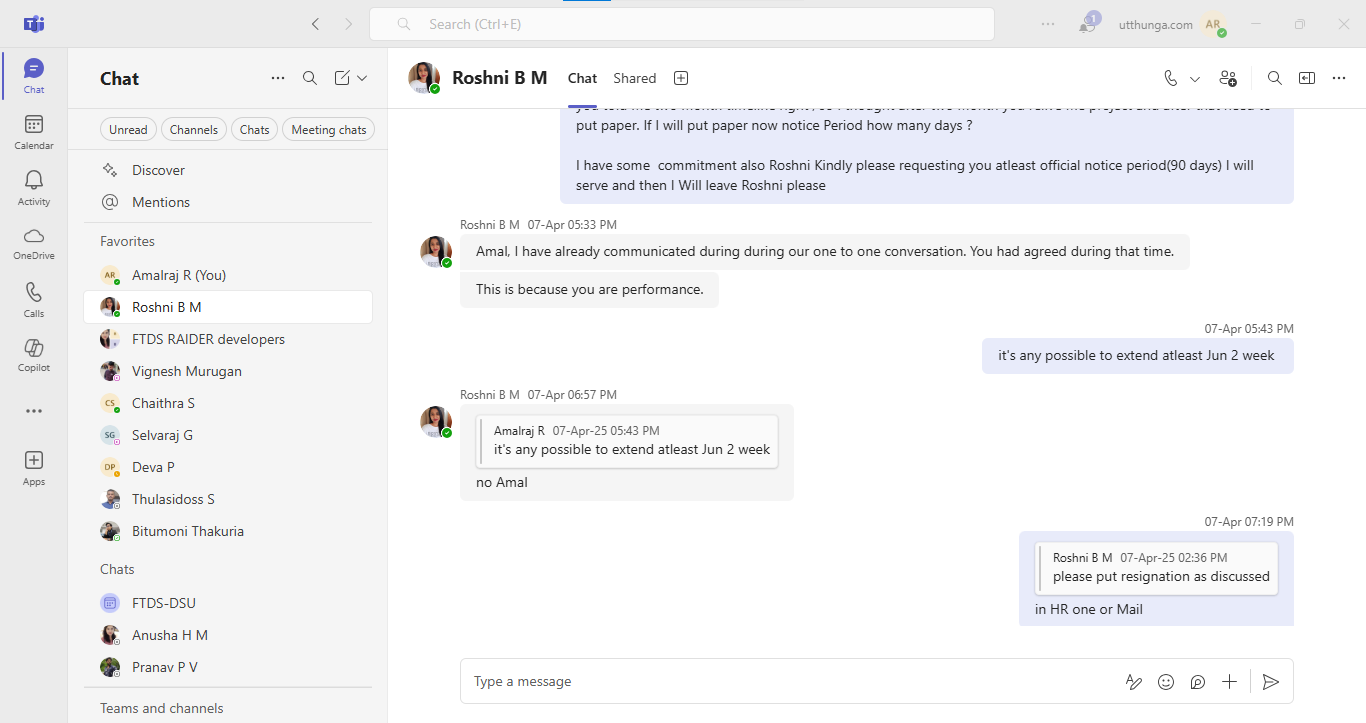 Search (Ctrl+E)
1
utthunga.com
AR
Chat
Calendar
Activity
OneDrive
Calls
Copilot
Apps
Chat
Unread
Channels
Chats
Meeting chats
Discover
Mentions
Favorites
AR Amalraj R (You)
Roshni B M
FTDS RAIDER developers
Vignesh Murugan
CS Chaithra S
SG Selvaraj G
DP Deva P
Thulasidoss S
Bitumoni Thakuria
Chats
FTDS-DSU
Anusha H M
Pranav P V
Teams and channels
Roshni B M
Chat
Shared
put paper. If I will put paper now notice Period how many days ?
I have some commitment also Roshni Kindly please requesting you atleast official notice period(90 days) I will
serve and then I Will leave Roshni please
Roshni B M 07-Apr 05:33 PM
Amal, I have already communicated during during our one to one conversation. You had agreed during that time.
This is because you are performance.
07-Apr 05:43 PM
it's any possible to extend atleast Jun 2 week
Roshni B M 07-Apr 06:57 PM
Amalraj R 07-Apr-25 05:43 PM
it's any possible to extend atleast Jun 2 week
no Amal
07-Apr 07:19 PM
Roshni B M 07-Apr-25 02:36 PM
please put resignation as discussed
in HR one or Mail
Type a message